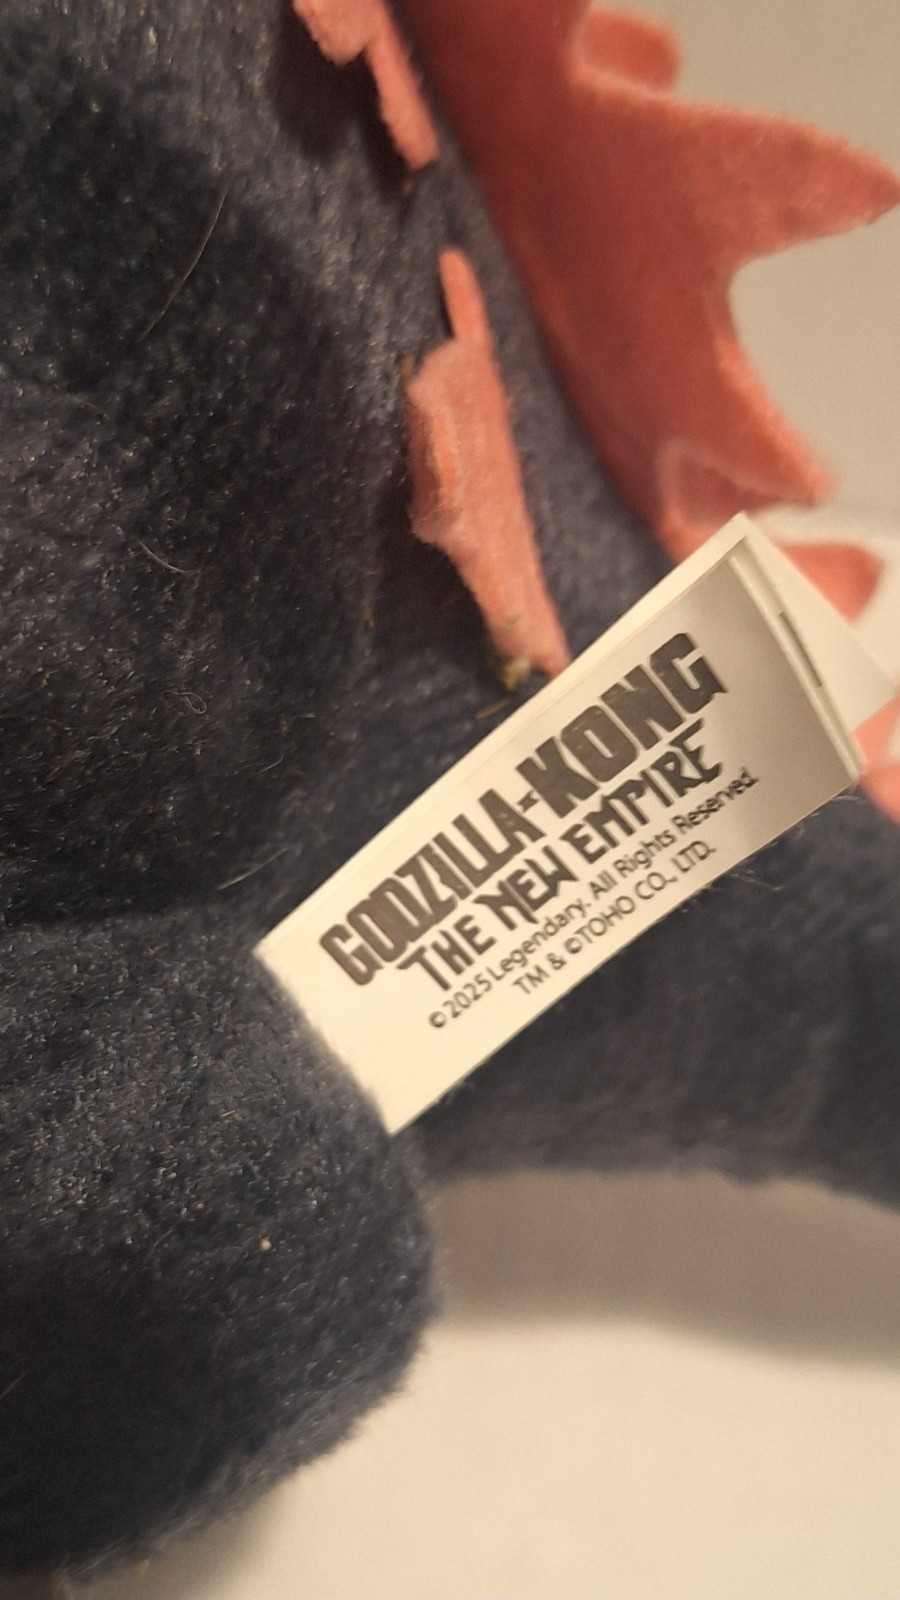 GODZILLA×KONG
THE NEW EMPIRE
©2025 Legendary. All Rights Reserved.
TM & ©TOHO CO., LTD.